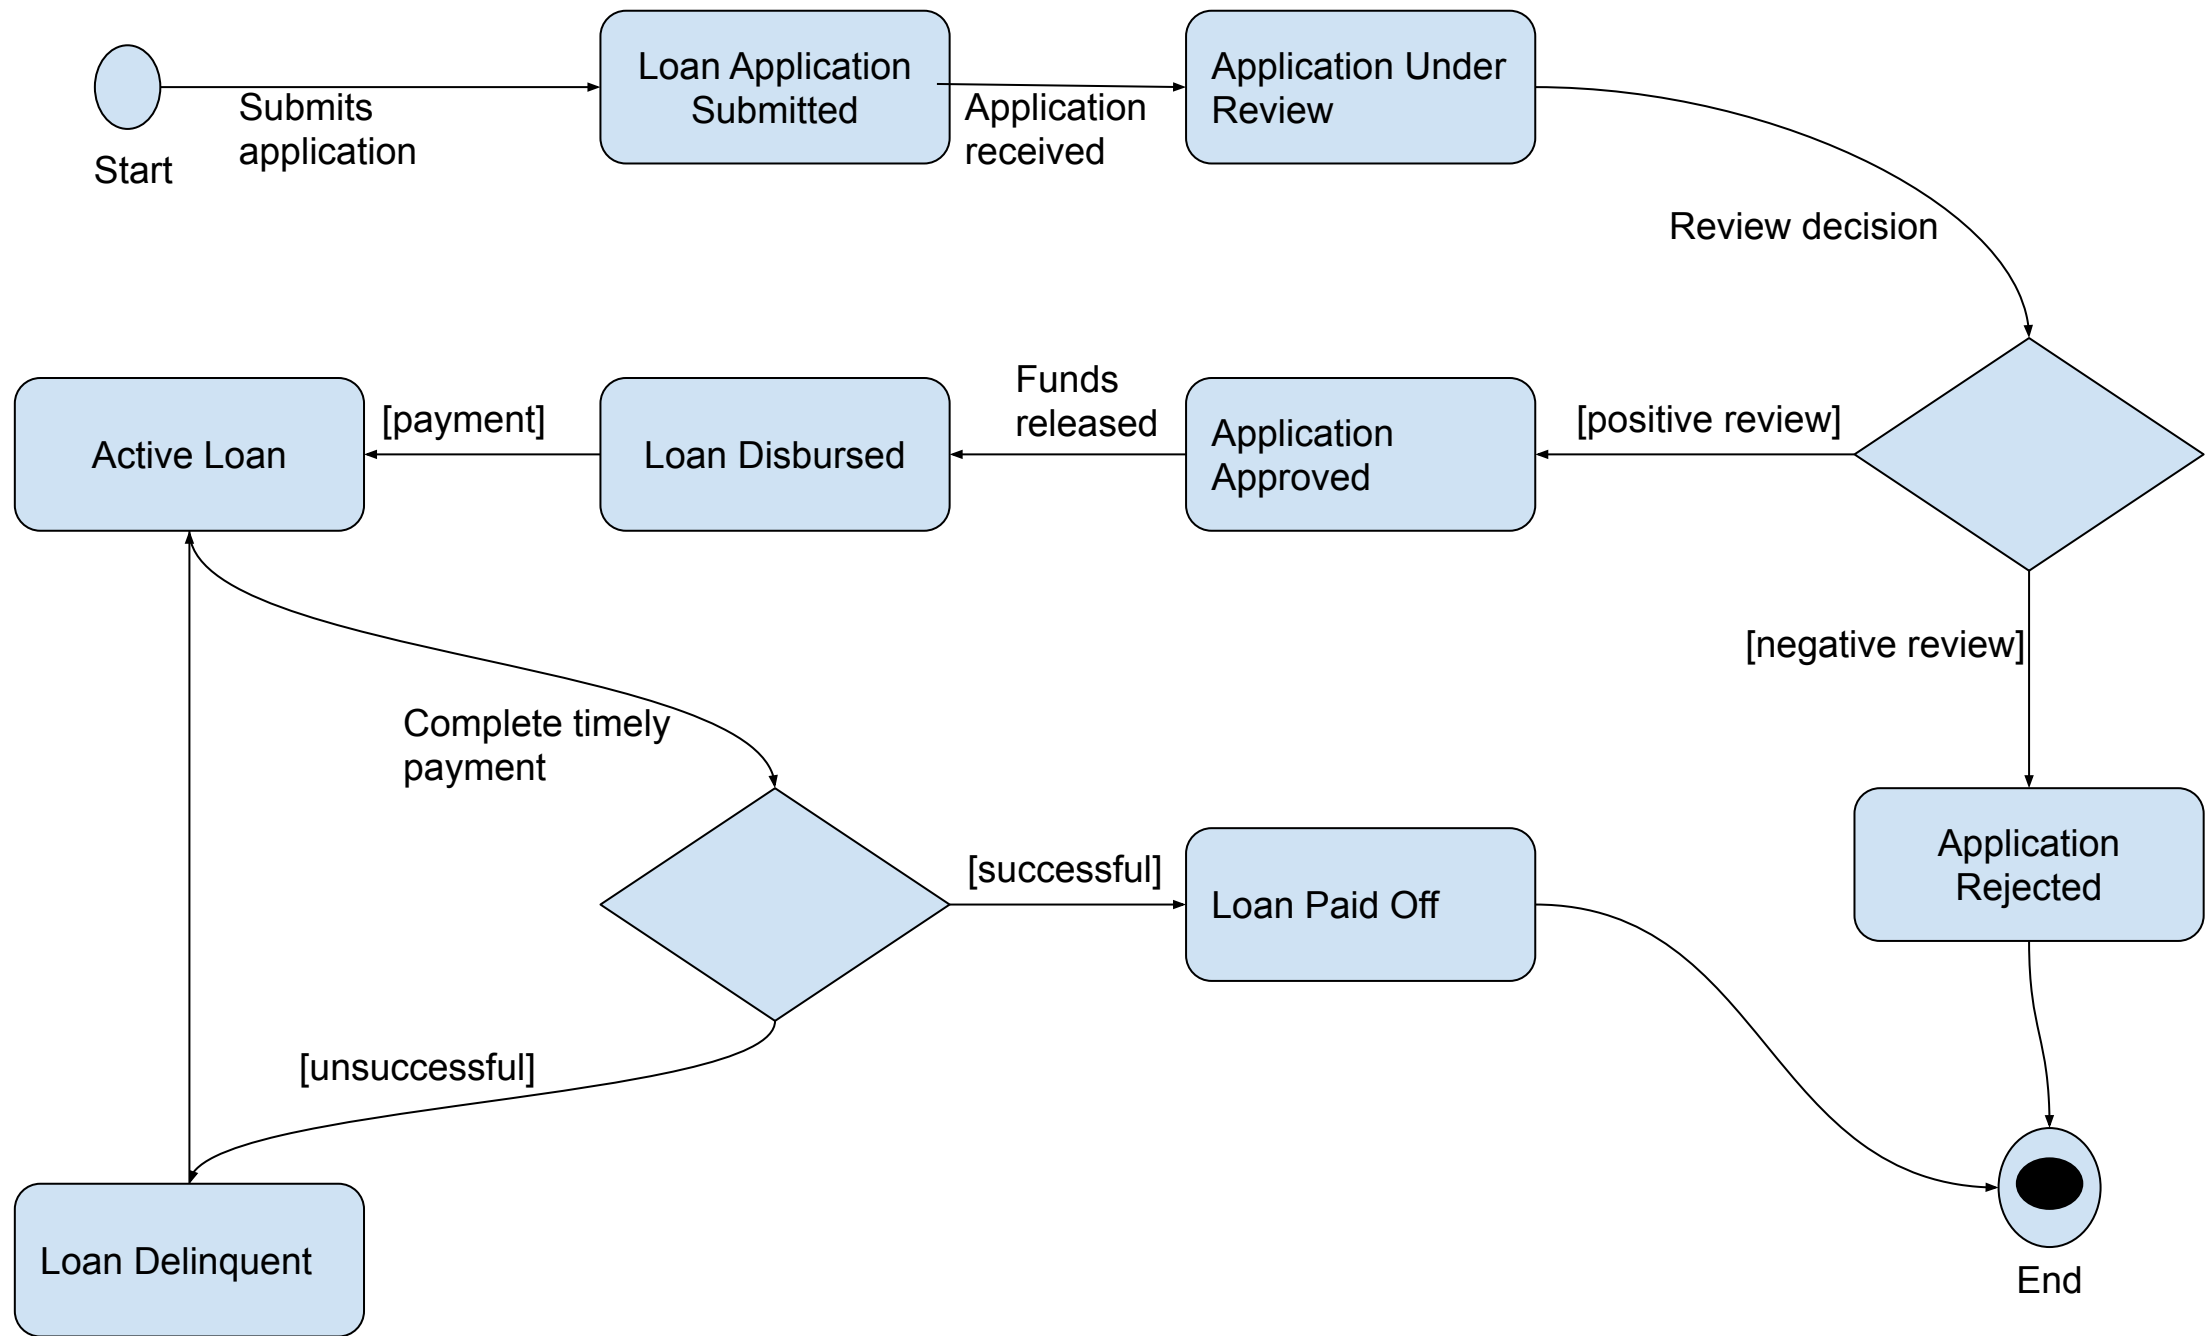 Loan Application
Submitted
Application Under
Review
Submits
application
Application
received
Start
Review decision
Funds
released
[payment]
[positive review]
Active Loan
Loan Disbursed
Application
Approved
[negative review]
Complete timely
payment
[successful]
Loan Paid Off
Application
Rejected
[unsuccessful]
Loan Delinquent
End